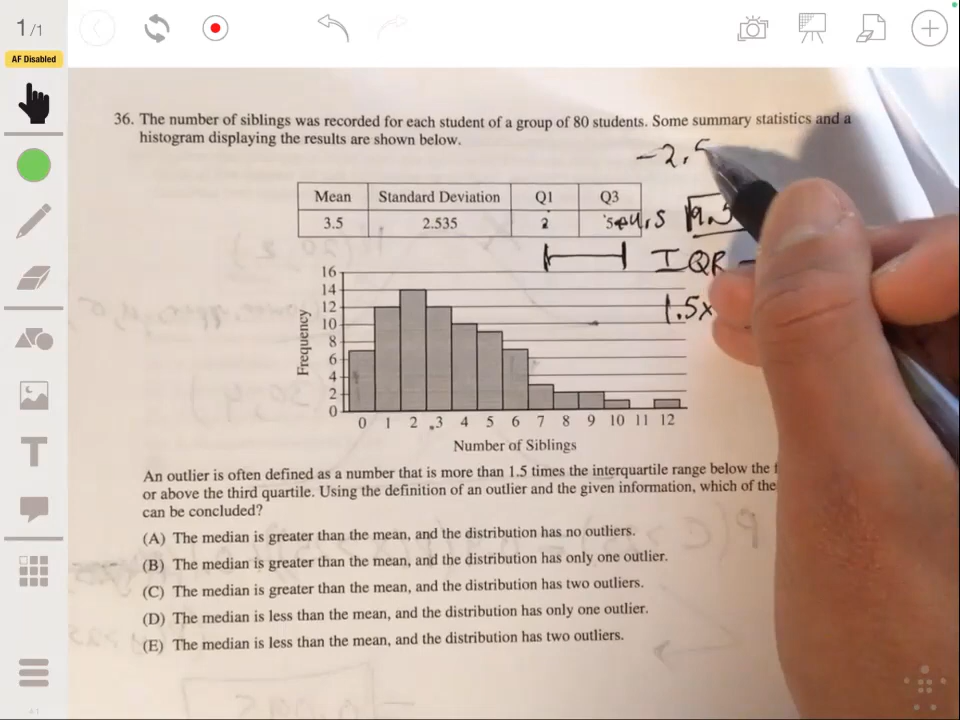 1/1
AF Disabled
36. The number of siblings was recorded for each student of a group of 80 students. Some summary statistics and a
histogram displaying the results are shown below.
-2.5
Mean Standard Deviation Q1 Q3
3.5 2.535 2 5 + 4.5 9.5
IQR
1.5x
Frequency
16
14
12
10
8
6
4
2
0
0 1 2 3 4 5 6 7 8 9 10 11 12
Number of Siblings
An outlier is often defined as a number that is more than 1.5 times the interquartile range below the
or above the third quartile. Using the definition of an outlier and the given information, which of the
can be concluded?
(A) The median is greater than the mean, and the distribution has no outliers.
(B) The median is greater than the mean, and the distribution has only one outlier.
(C) The median is greater than the mean, and the distribution has two outliers.
(D) The median is less than the mean, and the distribution has only one outlier.
(E) The median is less than the mean, and the distribution has two outliers.